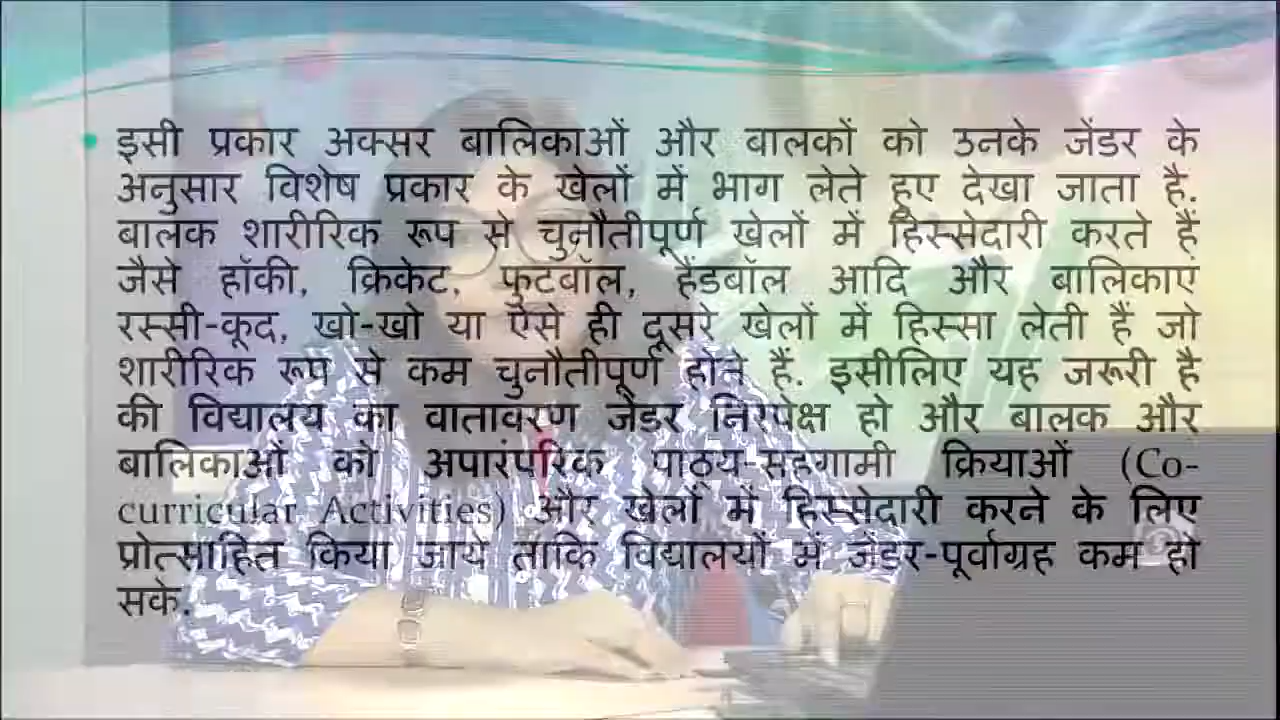 इसी प्रकार अक्सर बालिकाओं और बालकों को उनके जेंडर के
अनुसार विशेष प्रकार के खेलों में भाग लेते हुए देखा जाता है.
बालक शारीरिक रूप से चुनौतीपूर्ण खेलों में हिस्सेदारी करते हैं
जैसे हॉकी, क्रिकेट, फुटबॉल, हैंडबॉल आदि और बालिकाएं
रस्सी-कूद, खो-खो या ऐसे ही दूसरे खेलों में हिस्सा लेती हैं जो
शारीरिक रूप से कम चुनौतीपूर्ण होते हैं. इसीलिए यह जरूरी है
की विद्यालय का वातावरण जेंडर निरपेक्ष हो और बालक और
बालिकाओं को अपारंपरिक पाठ्य-सहगामी क्रियाओं (Co-
curricular Activities) और खेलों में हिस्सेदारी करने के लिए
प्रोत्साहित किया जाये ताकि विद्यालयों में जेंडर-पूर्वाग्रह कम हो
सके.